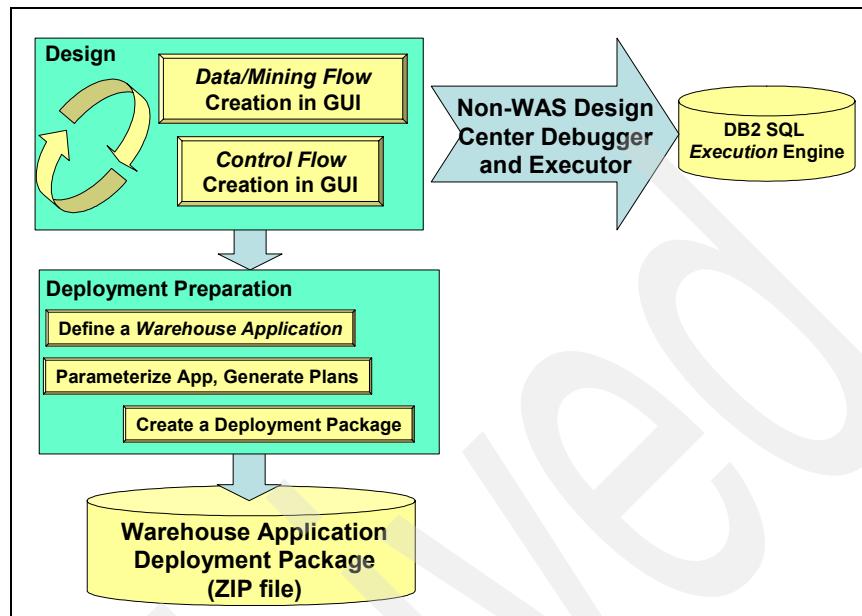 Design
Data/Mining Flow
Creation in GUI
Control Flow
Creation in GUI
Non-WAS Design
Center Debugger
and Executor
DB2 SQL
Execution Engine
Deployment Preparation
Define a Warehouse Application
Parameterize App, Generate Plans
Create a Deployment Package
Warehouse Application
Deployment Package
(ZIP file)